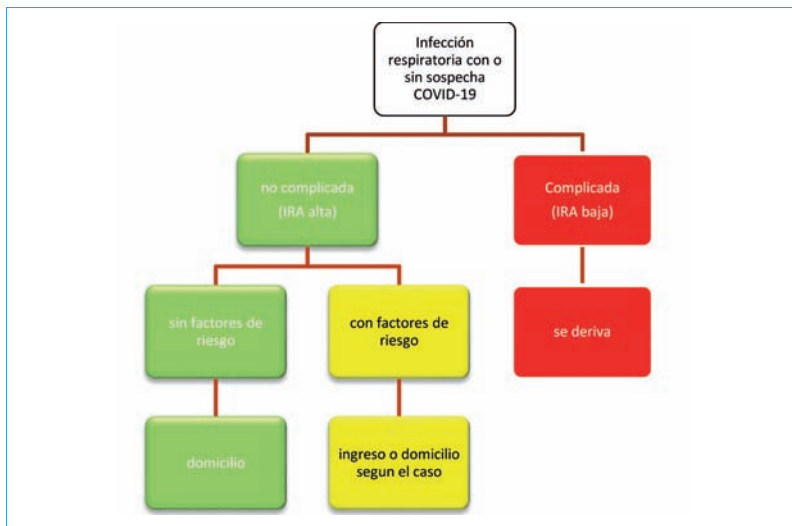 Infección
respiratoria con o
sin sospecha
COVID-19
no complicada
(IRA alta)
Complicada
(IRA baja)
sin factores de
riesgo
con factores de
riesgo
se deriva
domicilio
ingreso o domicilio
segun el caso